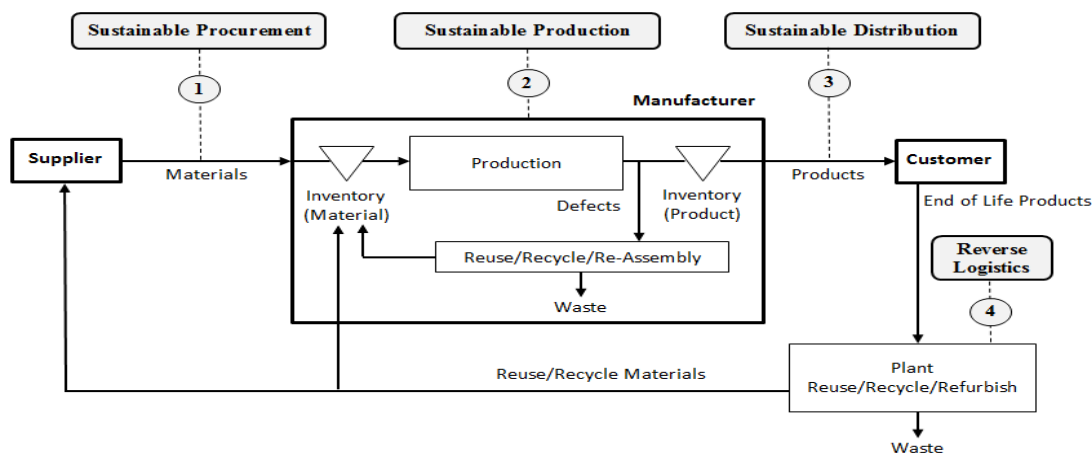 Sustainable Procurement
Sustainable Production
Sustainable Distribution
1
2
3
Manufacturer
Supplier
Materials
Inventory
(Material)
Production
Defects
Inventory
(Product)
Products
Customer
End of Life Products
Reuse/Recycle/Re-Assembly
Waste
Reverse
Logistics
4
Reuse/Recycle Materials
Plant
Reuse/Recycle/Refurbish
Waste